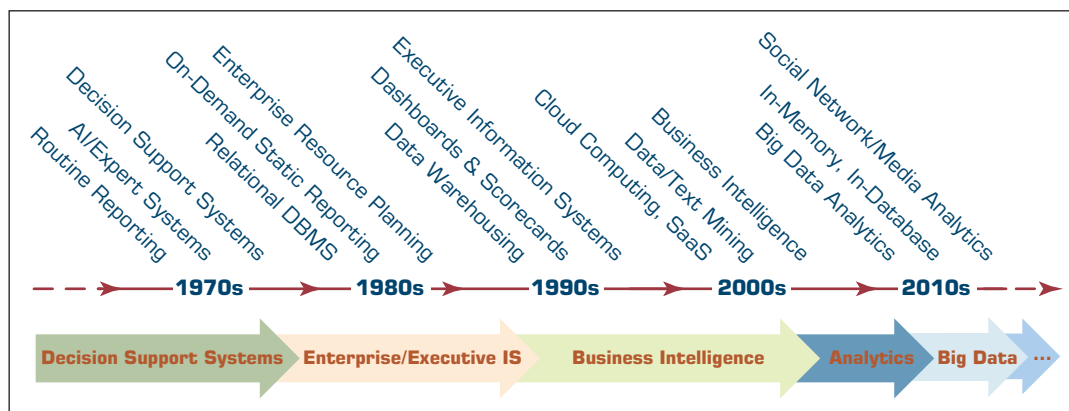 Routine Reporting
AI/Expert Systems
Decision Support Systems
Relational DBMS
On-Demand Static Reporting
Enterprise Resource Planning
Data Warehousing
Dashboards & Scorecards
Executive Information Systems
Cloud Computing, SaaS
Data/Text Mining
Business Intelligence
Big Data Analytics
In-Memory, In-Database
Social Network/Media Analytics
1970s
1980s
1990s
2000s
2010s
Decision Support Systems
Enterprise/Executive IS
Business Intelligence
Analytics
Big Data
...